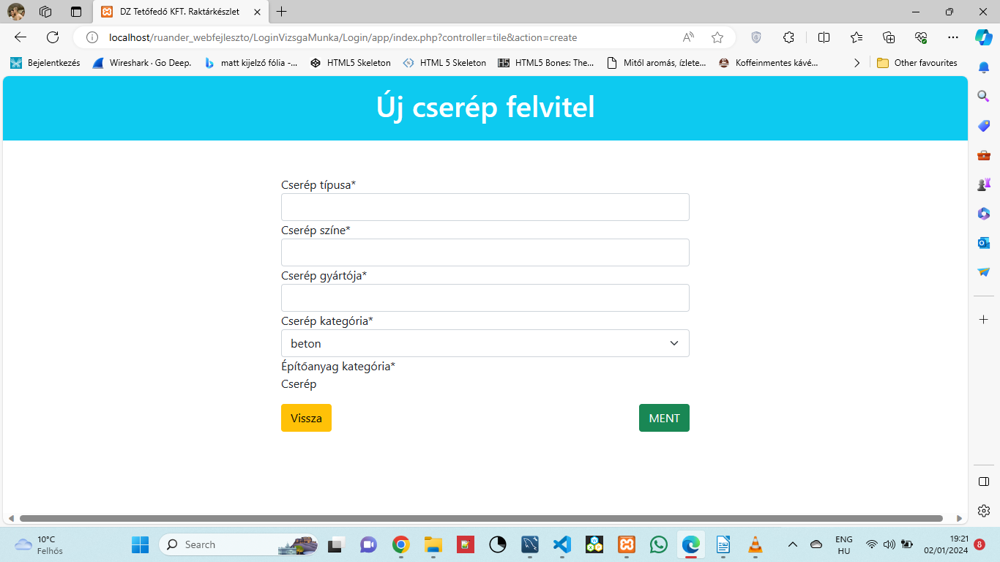 DZ Tetőfedő KFT. Raktárkészlet
localhost/ruander_webfejleszto/LoginVizsgaMunka/Login/app/index.php?controller=tile&action=create
Bejelentkezés
Wireshark · Go Deep.
matt kijelző fólia -...
HTML5 Skeleton
HTML 5 Skeleton
HTML5 Bones: The...
Mitől aromás, ízlete...
Koffeinmentes kávé...
Other favourites
Új cserép felvitel
Cserép típusa*
Cserép színe*
Cserép gyártója*
Cserép kategória*
beton
Építőanyag kategória*
Cserép
Vissza
MENT
10°C
Felhős
Search
ENG
HU
19:21
02/01/2024
8